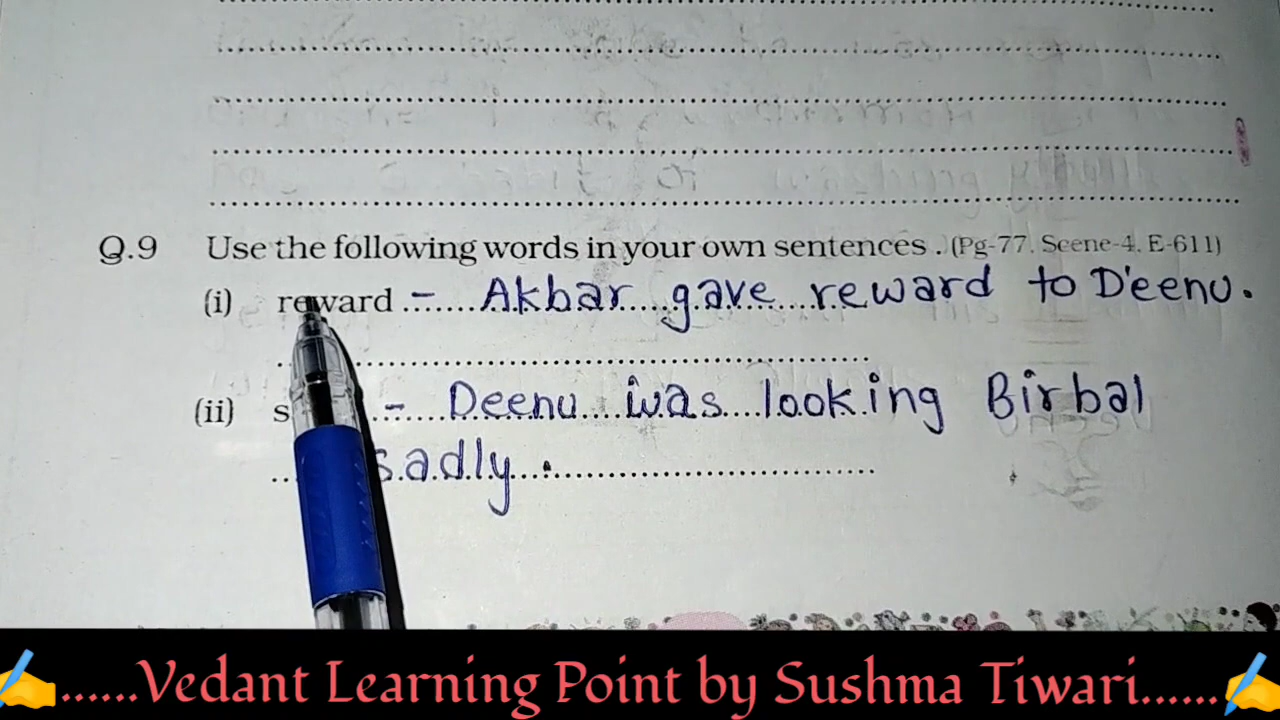 Q.9 Use the following words in your own sentences . (Pg-77. Scene-4. E-611)
(i) reward .-....Akbar....gave....reward to Deenu.
(ii) - Deenu was looking Birbal
sadly .
......Vedant Learning Point by Sushma Tiwari......